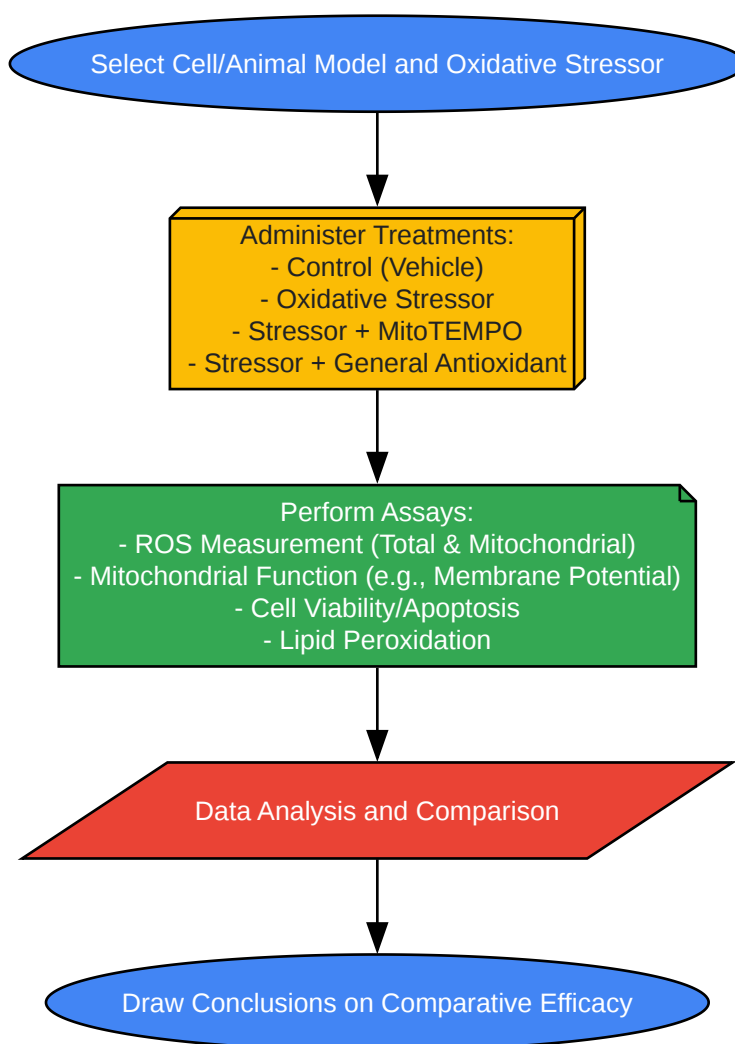 Select Cell/Animal Model and Oxidative Stressor
Administer Treatments:
- Control (Vehicle)
- Oxidative Stressor
- Stressor + MitoTEMPO
- Stressor + General Antioxidant
Perform Assays:
- ROS Measurement (Total & Mitochondrial)
- Mitochondrial Function (e.g., Membrane Potential)
- Cell Viability/Apoptosis
- Lipid Peroxidation
Data Analysis and Comparison
Draw Conclusions on Comparative Efficacy